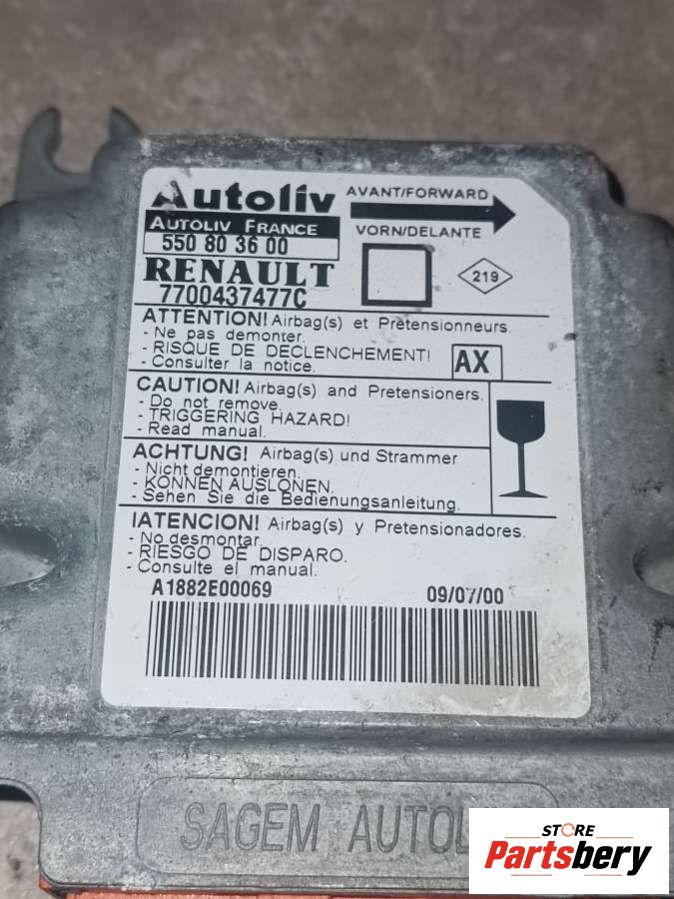 Autoliv
AUTOLIV FRANCE
550 80 36 00
RENAULT
7700437477C
AVANT/FORWARD
VORN/DELANTE
219
ATTENTION! Airbag(s) et Prétensionneurs.
- Ne pas demonter.
- RISQUE DE DECLENCHEMENT!
- Consulter la notice.
AX
CAUTION! Airbag(s) and Pretensioners.
- Do not remove.
- TRIGGERING HAZARD!
- Read manual.
ACHTUNG! Airbag(s) und Strammer
- Nicht demontieren.
- KONNEN AUSLONEN.
- Sehen Sie die Bedienungsanleitung.
IATENCION! Airbag(s) y Pretensionadores.
- No desmontar.
- RIESGO DE DISPARO.
- Consulte el manual.
A1882E00069 09/07/00
SAGEM AUTOL
STORE
Partsbery